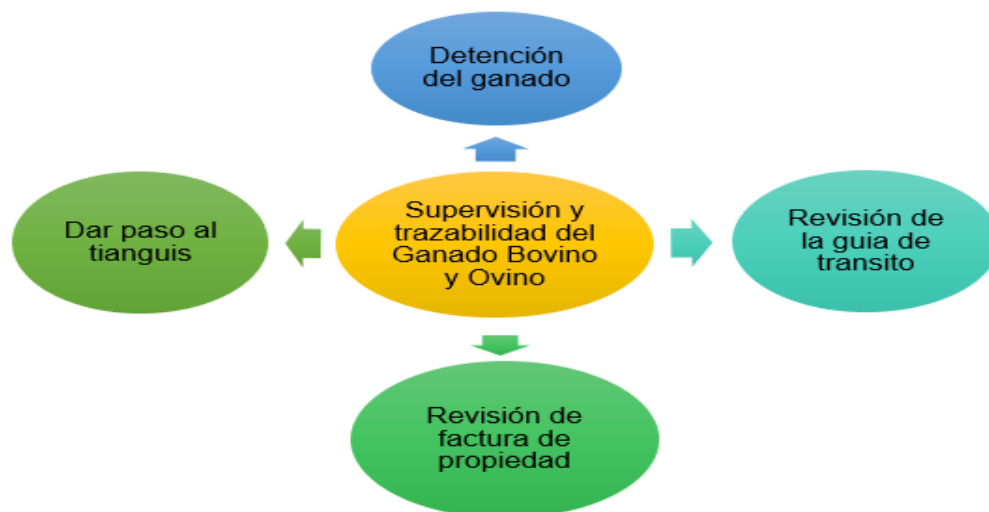 Detención
del ganado
Dar paso al
tianguis
Supervisión y
trazabilidad del
Ganado Bovino
y Ovino
Revisión de
la guia de
transito
Revisión de
factura de
propiedad